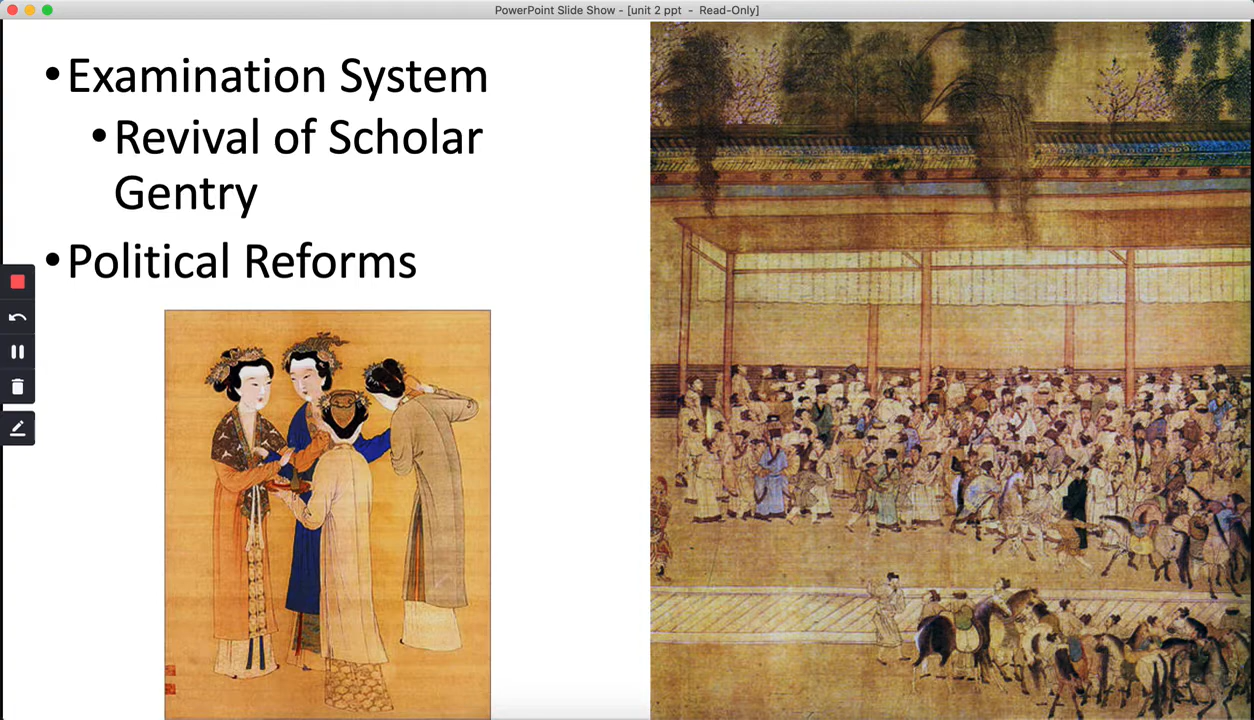 PowerPoint Slide Show - [unit 2 ppt - Read-Only]
• Examination System
• Revival of Scholar
Gentry
• Political Reforms